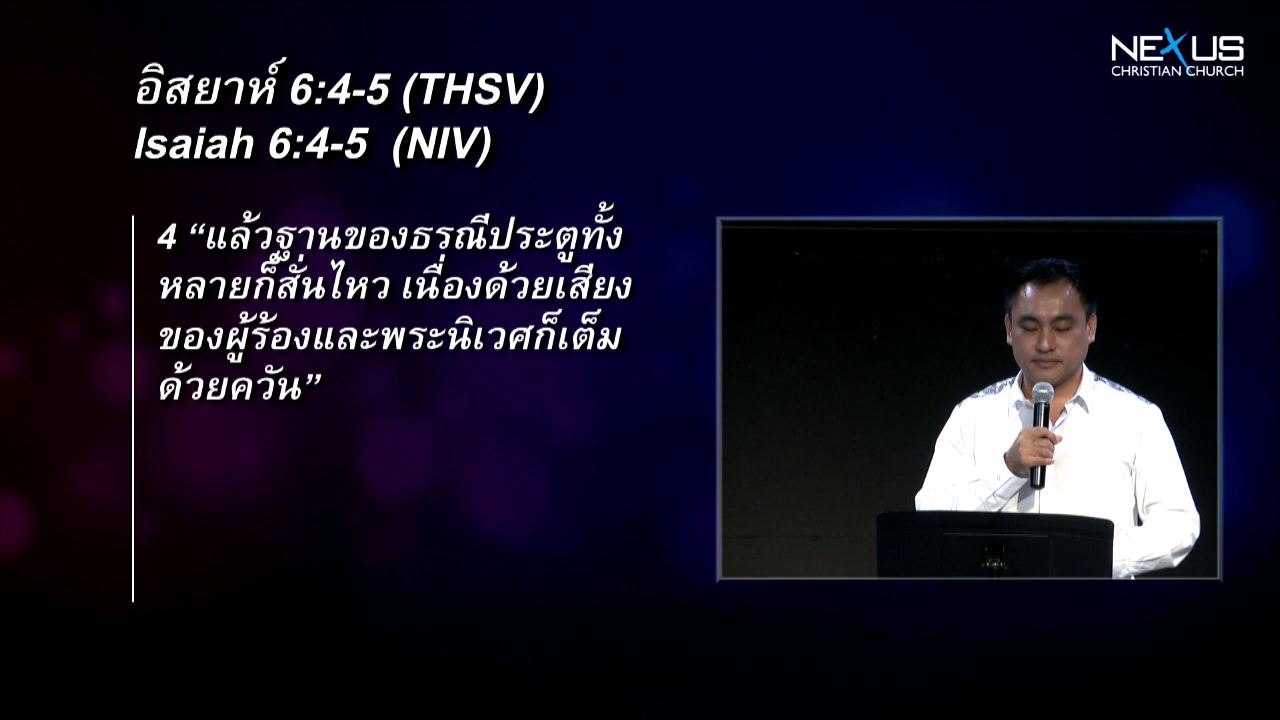 NEXUS
CHRISTIAN CHURCH
อิสยาห์ 6:4-5 (THSV)
Isaiah 6:4-5 (NIV)
4 “แล้วฐานของธรณีประตูทั้ง
หลายก็สั่นไหว เนื่องด้วยเสียง
ของผู้ร้องและพระนิเวศก็เต็ม
ด้วยควัน”